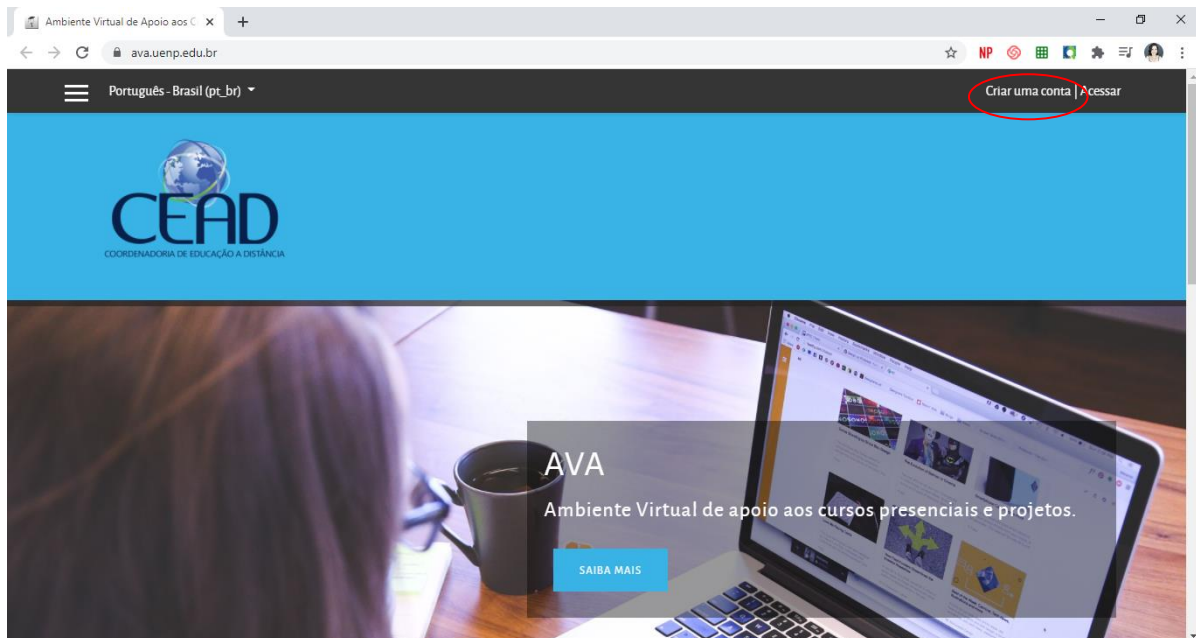 Ambiente Virtual de Apoio aos C
ava.uenp.edu.br
NP
Português - Brasil (pt_br)
Criar uma conta | Acessar
CEAD
COORDENADORIA DE EDUCAÇÃO A DISTÂNCIA
AVA
Ambiente Virtual de apoio aos cursos presenciais e projetos.
SAIBA MAIS